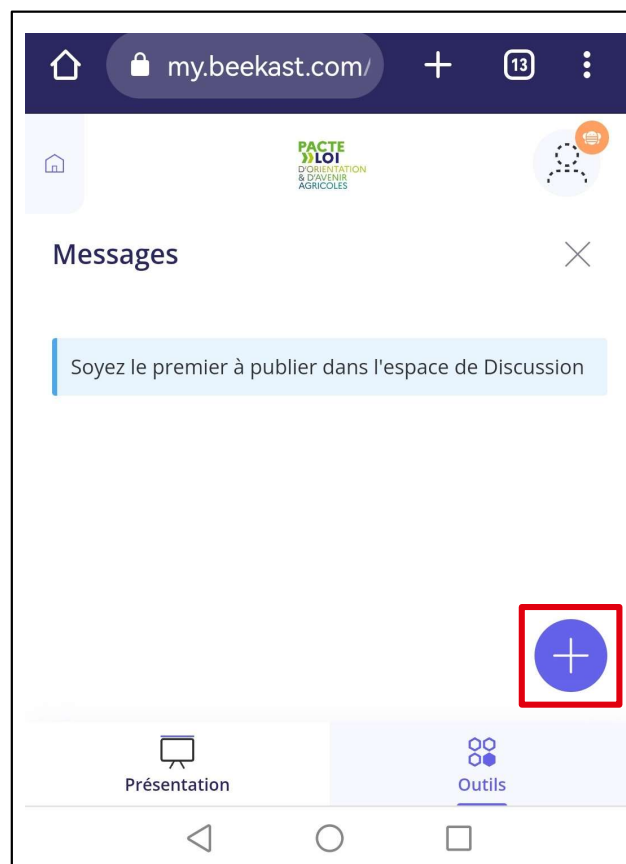 my.beekast.com/
13
PACTE
LOI
D'ORIENTATION
& D'AVENIR
AGRICOLES
Messages
Soyez le premier à publier dans l'espace de Discussion
Présentation
Outils